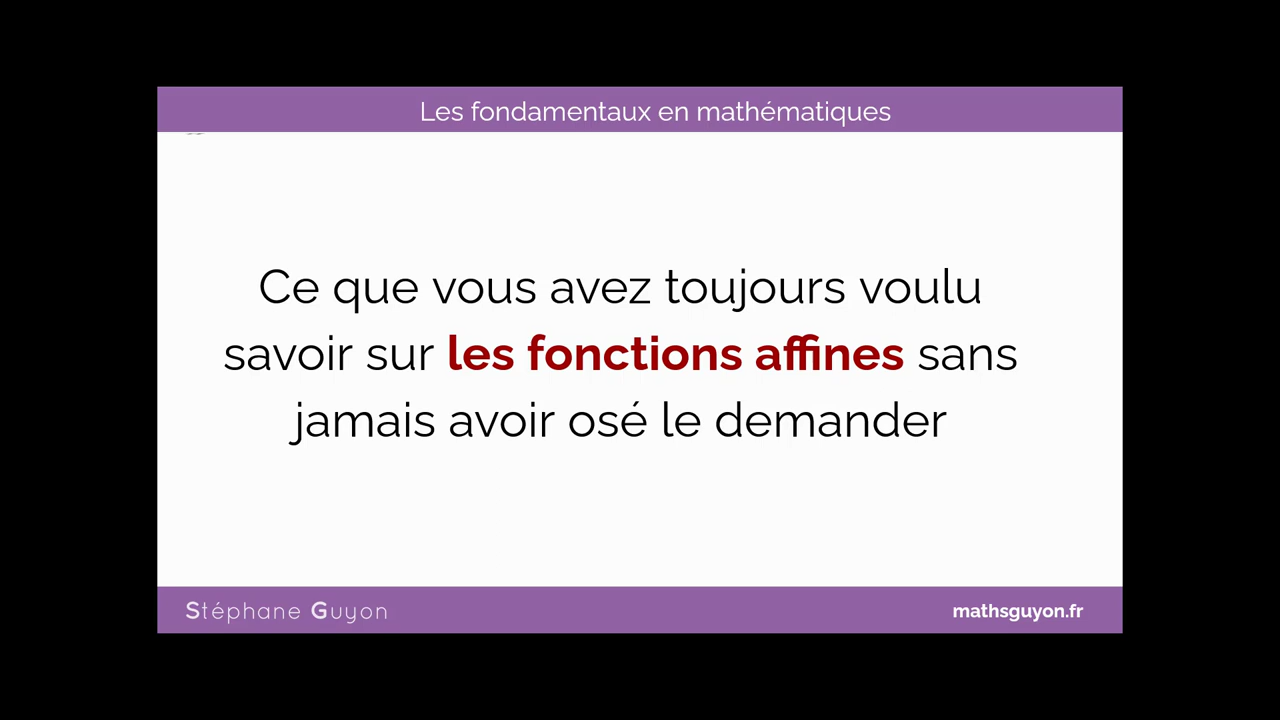 Les fondamentaux en mathématiques
Ce que vous avez toujours voulu
savoir sur les fonctions affines sans
jamais avoir osé le demander
Stéphane Guyon
mathsguyon.fr